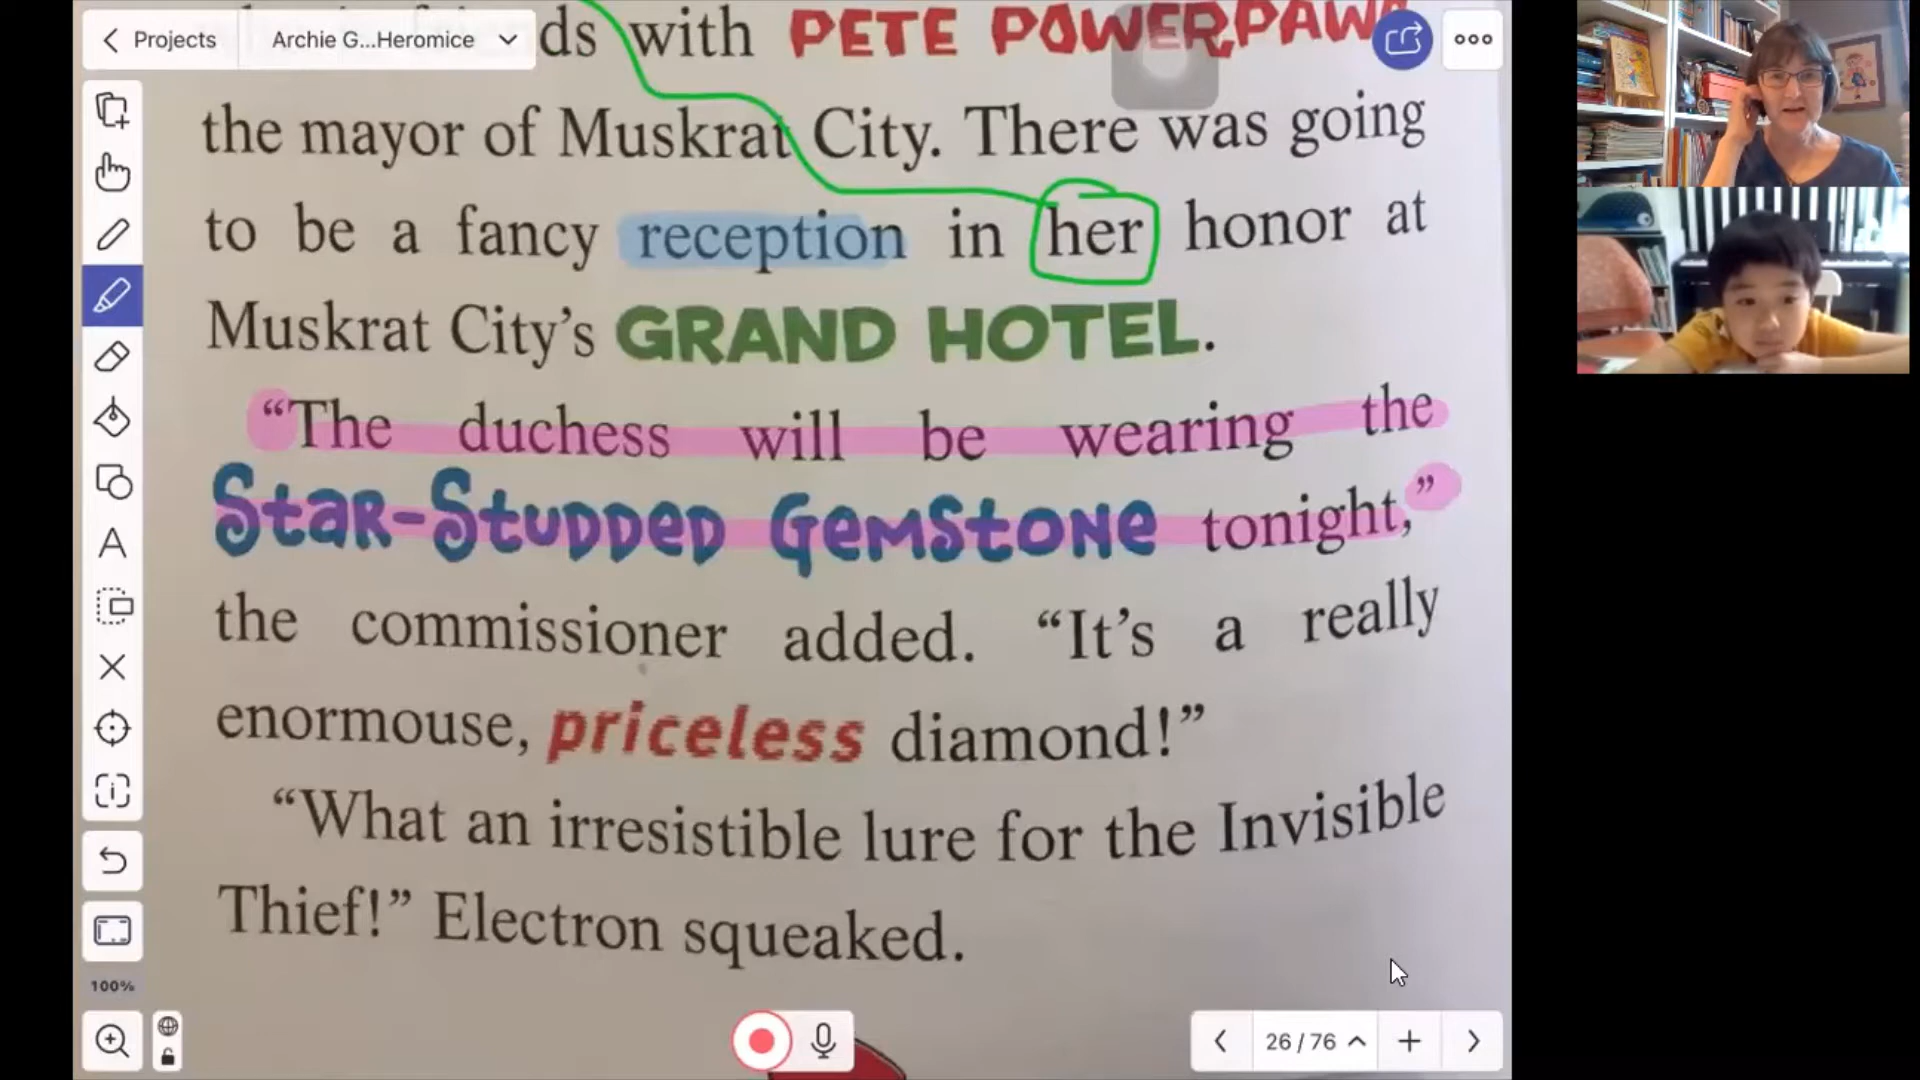 Projects
Archie G...Heromice
ds with PETE POWERPAW
the mayor of Muskrat City. There was going
to be a fancy reception in her honor at
Muskrat City's GRAND HOTEL.
“The duchess will be wearing the
Star-Studded Gemstone tonight,”
the commissioner added. “It's a really
enormouse, priceless diamond!”
“What an irresistible lure for the Invisible
Thief!” Electron squeaked.
100%
26/76